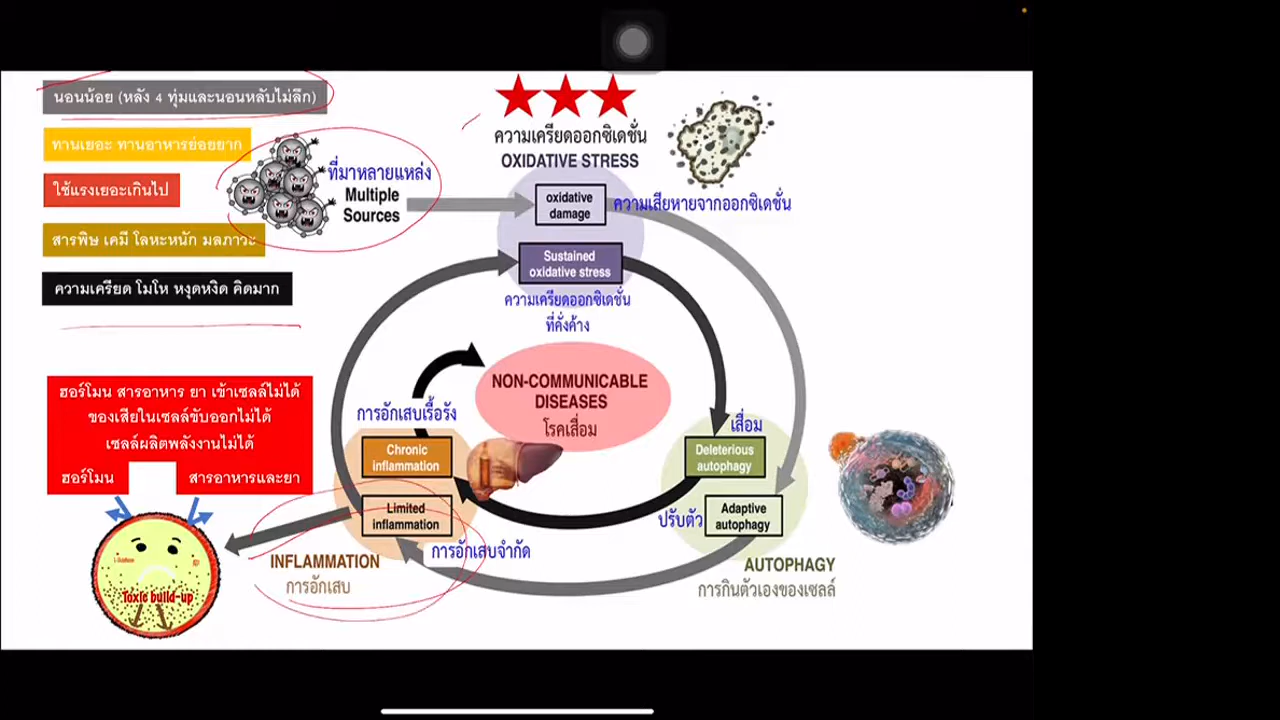 นอนน้อย (หลัง 4 ทุ่มและนอนหลับไม่ลึก)
ทานเยอะ ทานอาหารย่อยยาก
ใช้แรงเยอะเกินไป
สารพิษ เคมี โลหะหนัก มลภาวะ
ความเครียด โมโห หงุดหงิด คิดมาก
ที่มาหลายแหล่ง
Multiple
Sources
ความเครียดออกซิเดชั่น
OXIDATIVE STRESS
oxidative
damage
ความเสียหายจากออกซิเดชั่น
Sustained
oxidative stress
ความเครียดออกซิเดชั่น
ที่คั่งค้าง
NON-COMMUNICABLE
DISEASES
โรคเสื่อม
การอักเสบเรื้อรัง
Chronic
inflammation
Limited
inflammation
การอักเสบจำกัด
INFLAMMATION
การอักเสบ
เสื่อม
Deleterious
autophagy
ปรับตัว
Adaptive
autophagy
AUTOPHAGY
การกินตัวเองของเซลล์
ฮอร์โมน สารอาหาร ยา เข้าเซลล์ไม่ได้
ของเสียในเซลล์ขับออกไม่ได้
เซลล์ผลิตพลังงานไม่ได้
ฮอร์โมน
สารอาหารและยา
Toxic build-up